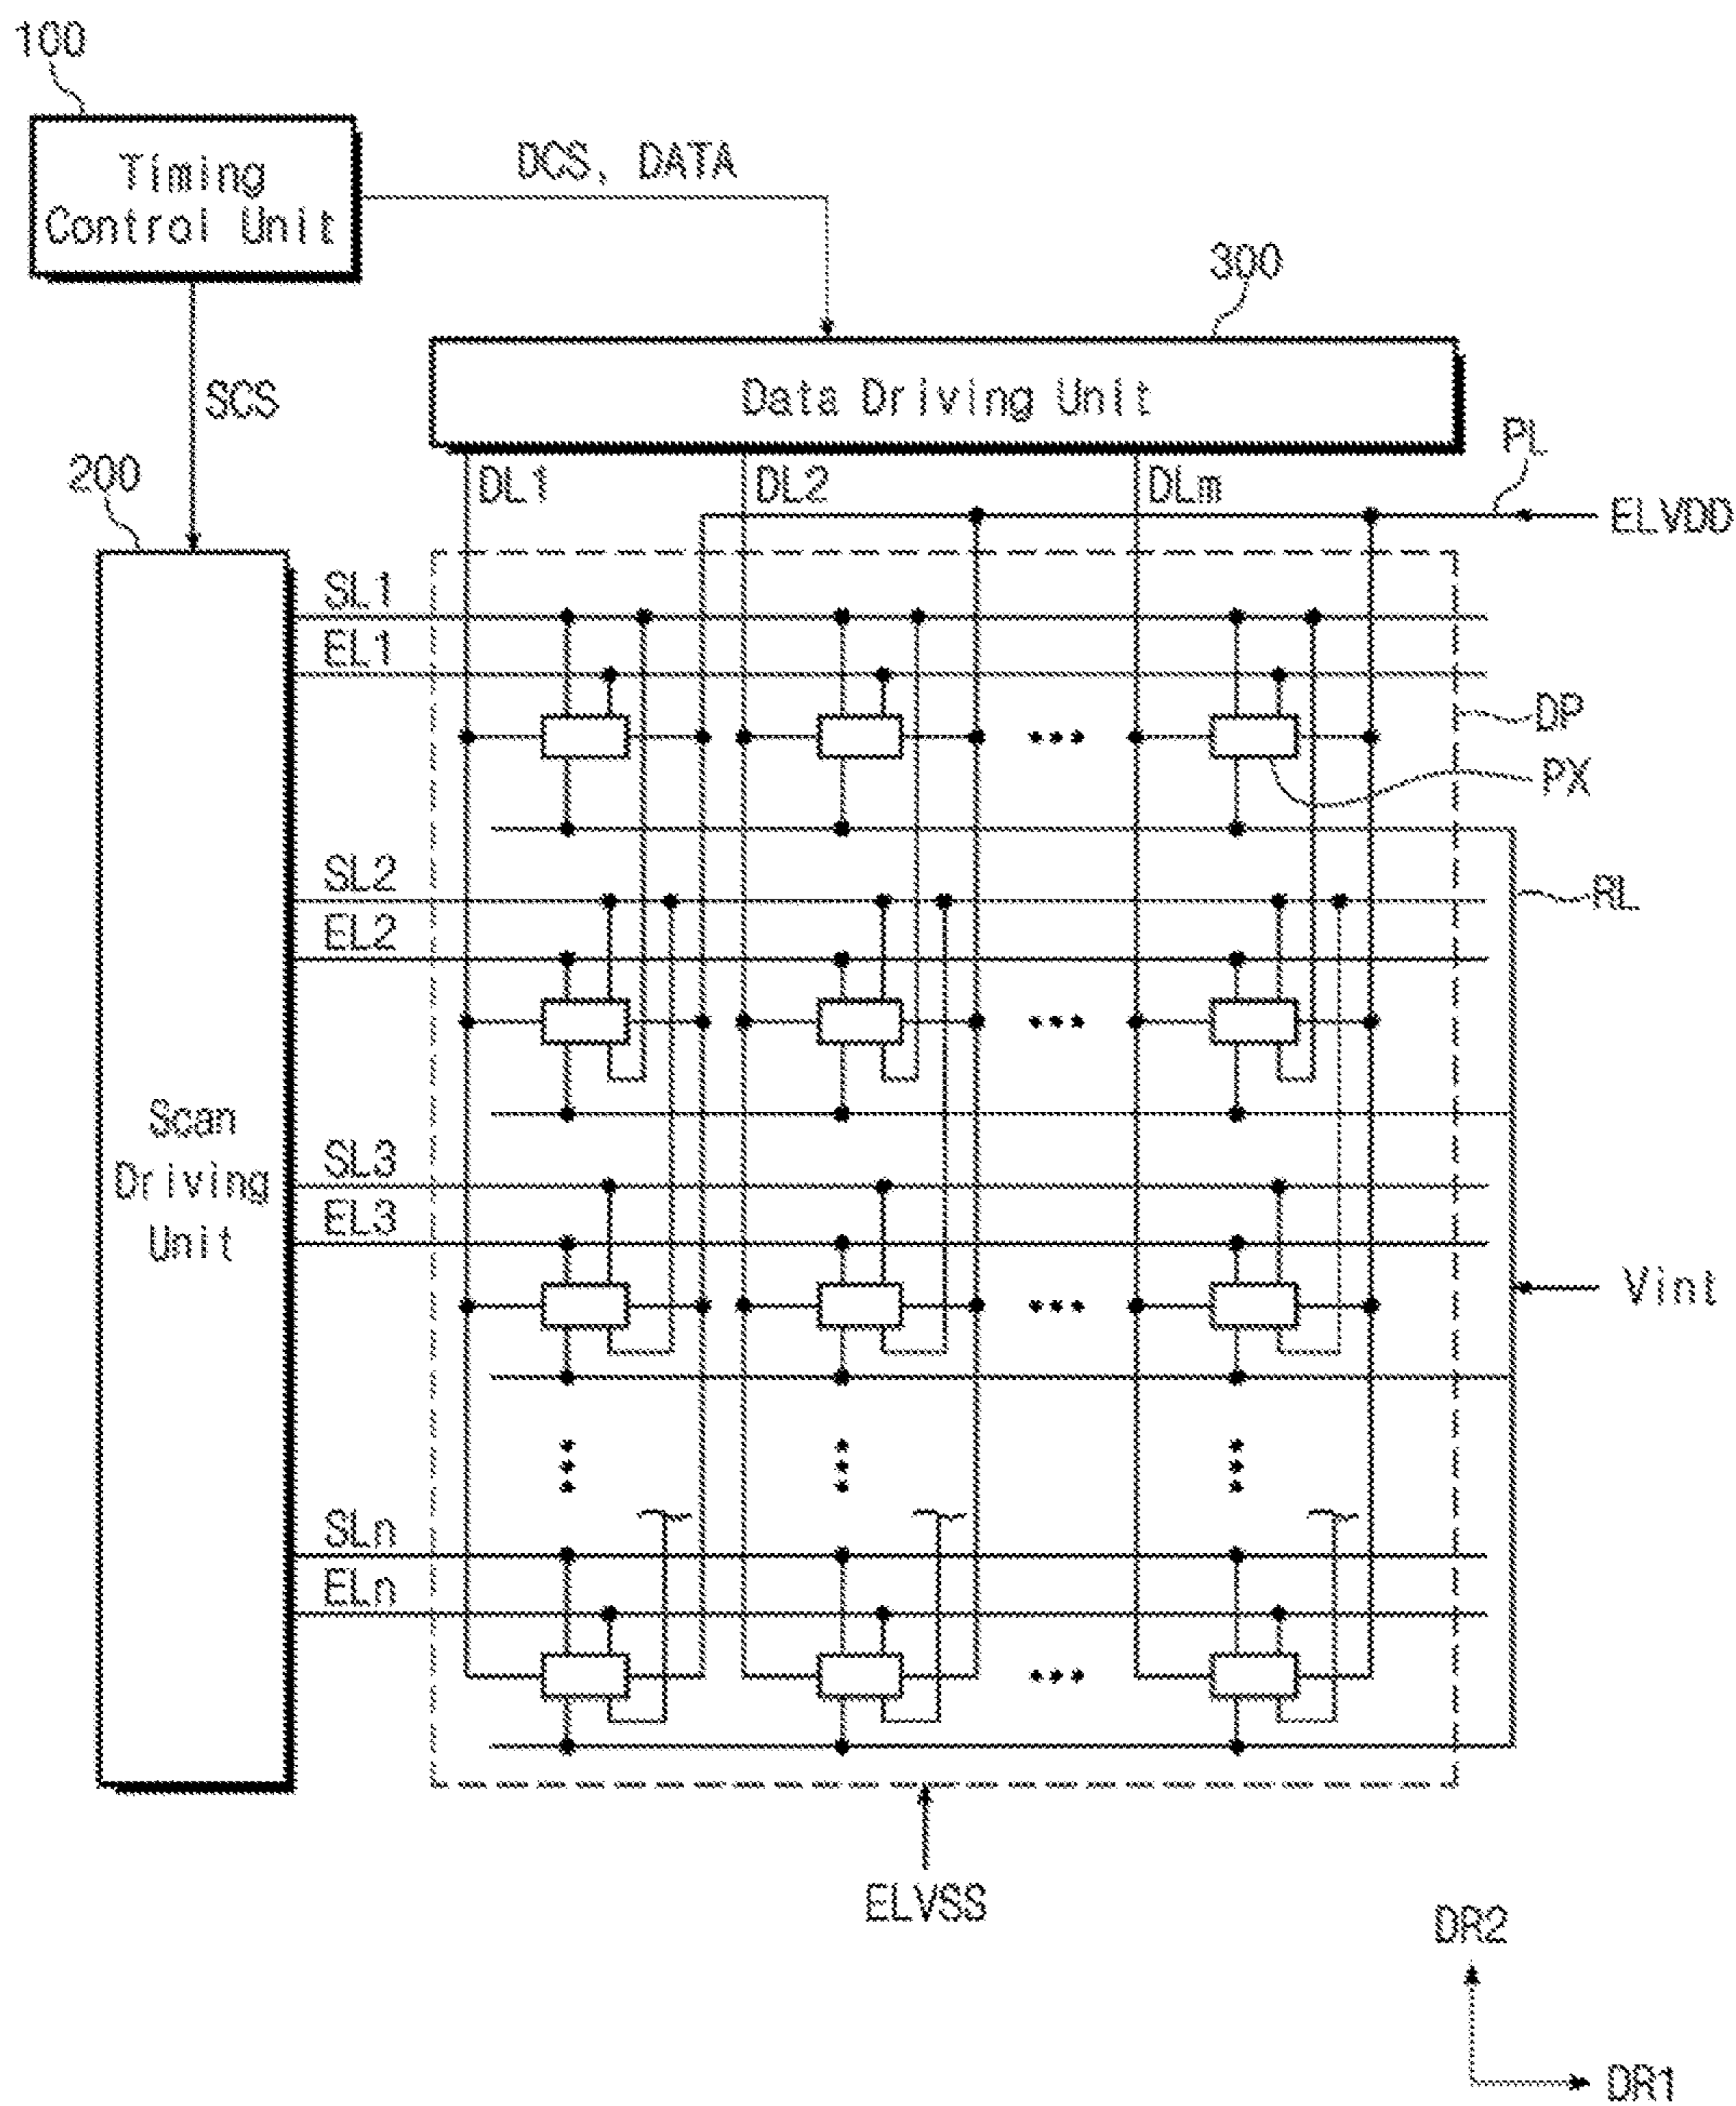 100
Timing
Control Unit
DCS, DATA
300
Data Driving Unit
SCS
200
PL
DL1
DL2
DLm
ELVDD
SL1
EL1
DP
PX
SL2
RL
EL2
Scan
Driving
Unit
SL3
EL3
Vint
SLn
ELn
ELVSS
DR2
DR1